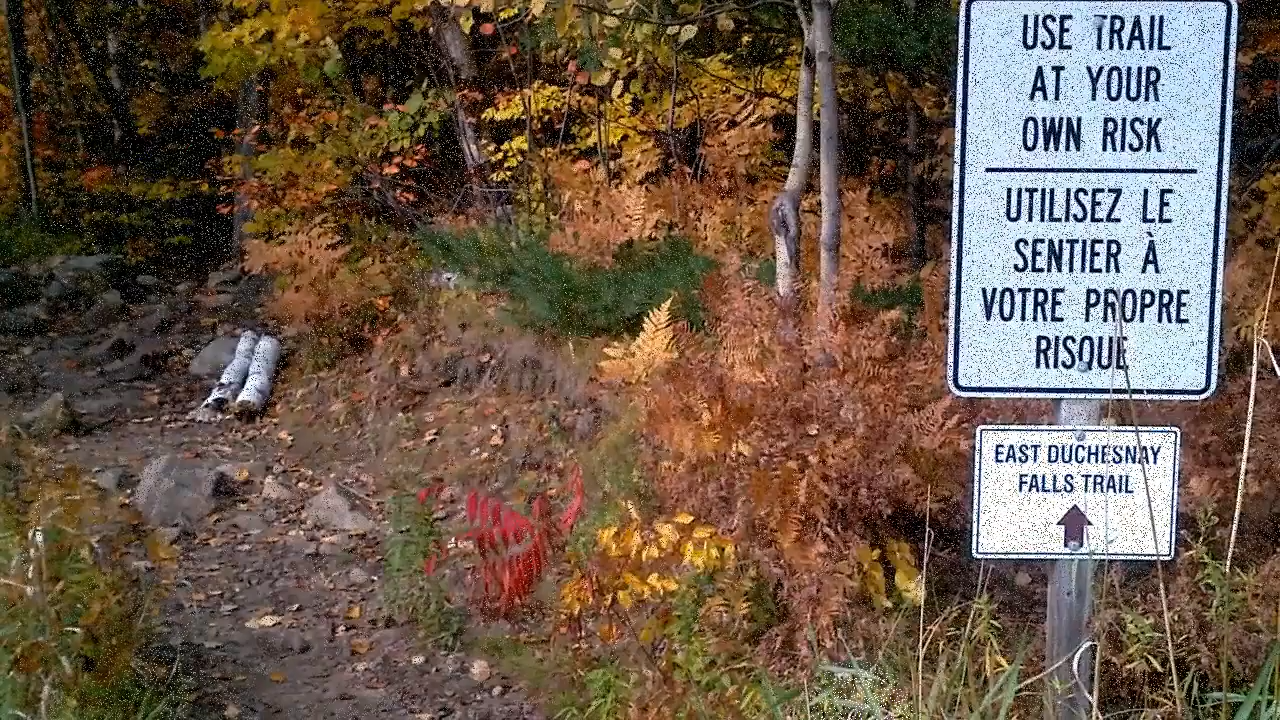 USE TRAIL
AT YOUR
OWN RISK
UTILISEZ LE
SENTIER À
VOTRE PROPRE
RISQUE
EAST DUCHESNAY
FALLS TRAIL